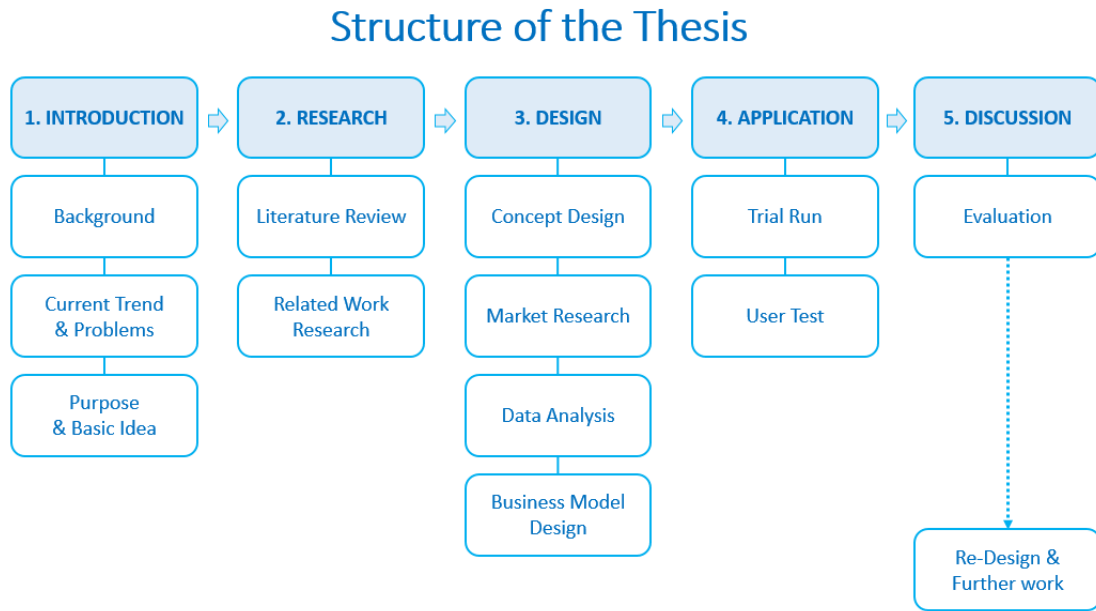 Structure of the Thesis
1. INTRODUCTION
2. RESEARCH
3. DESIGN
4. APPLICATION
5. DISCUSSION
Background
Literature Review
Concept Design
Trial Run
Evaluation
Current Trend
& Problems
Related Work
Research
Market Research
User Test
Purpose
& Basic Idea
Data Analysis
Business Model
Design
Re-Design &
Further work